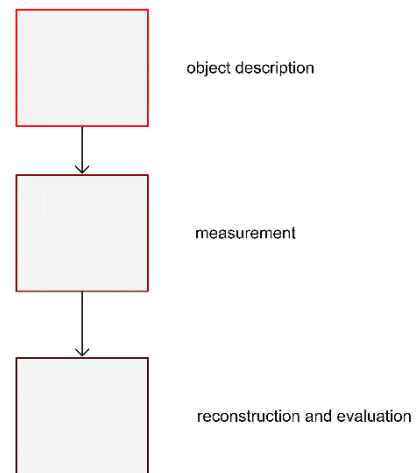 object description
measurement
reconstruction and evaluation